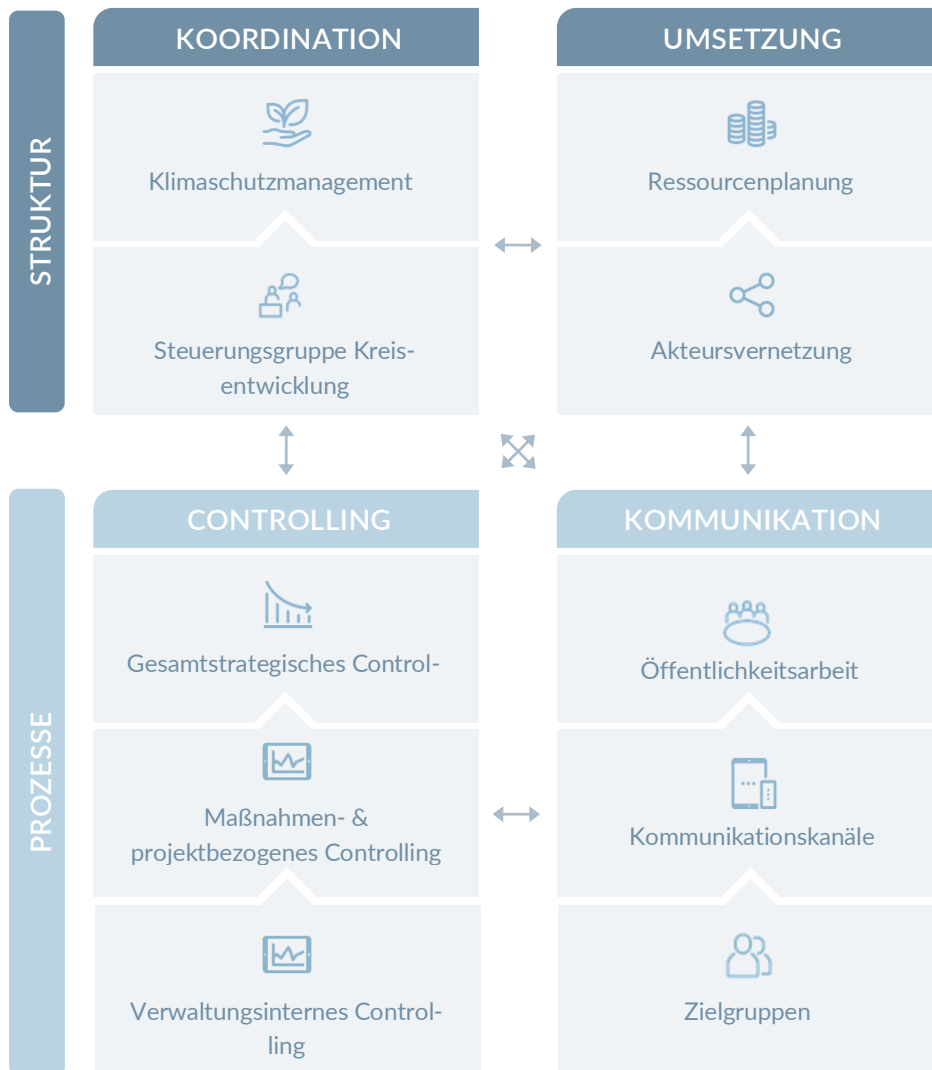 STRUKTUR
KOORDINATION
Klimaschutzmanagement
Steuerungsgruppe Kreis-
entwicklung
UMSETZUNG
Ressourcenplanung
Akteursvernetzung
PROZESSE
CONTROLLING
Gesamtstrategisches Control-
Maßnahmen- &
projektbezogenes Controlling
Verwaltungsinternes Control-
ling
KOMMUNIKATION
Öffentlichkeitsarbeit
Kommunikationskanäle
Zielgruppen